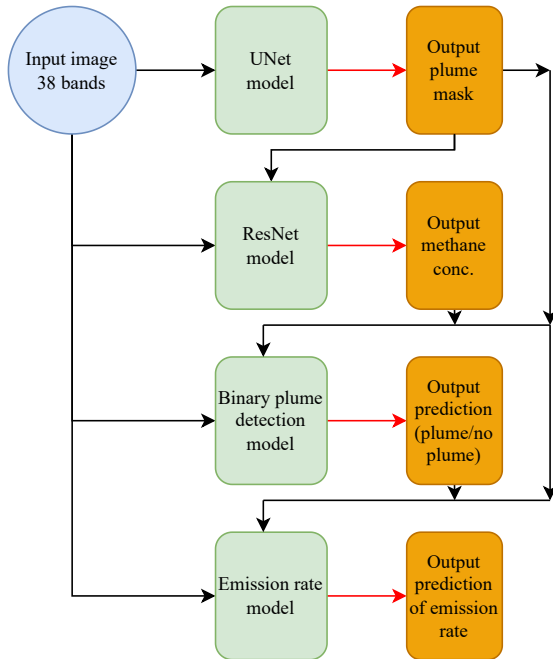 Input image
38 bands
UNet
model
Output
plume
mask
ResNet
model
Output
methane
conc.
Binary plume
detection
model
Output
prediction
(plume/no
plume)
Emission rate
model
Output
prediction
of emission
rate